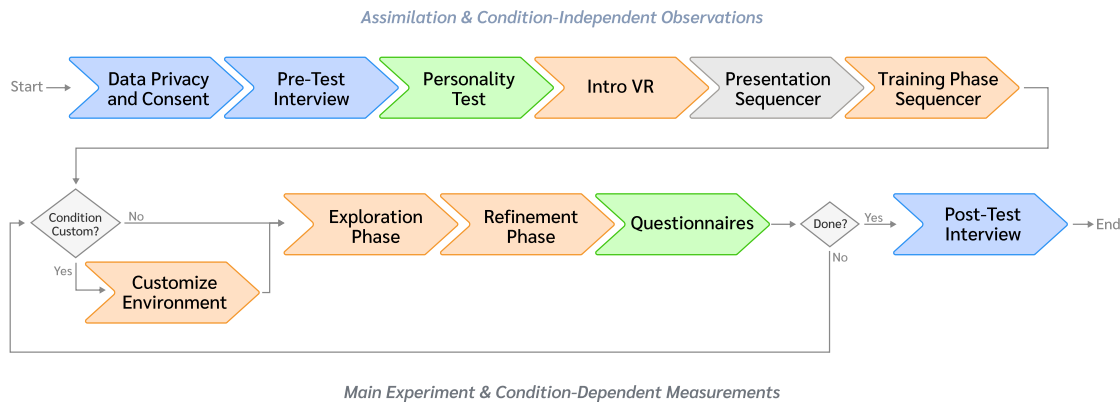 Assimilation & Condition-Independent Observations
Start
Data Privacy
and Consent
Pre-Test
Interview
Personality
Test
Intro VR
Presentation
Sequencer
Training Phase
Sequencer
Condition
Custom?
No
Yes
Customize
Environment
Exploration
Phase
Refinement
Phase
Questionnaires
Done?
Yes
No
Post-Test
Interview
End
Main Experiment & Condition-Dependent Measurements